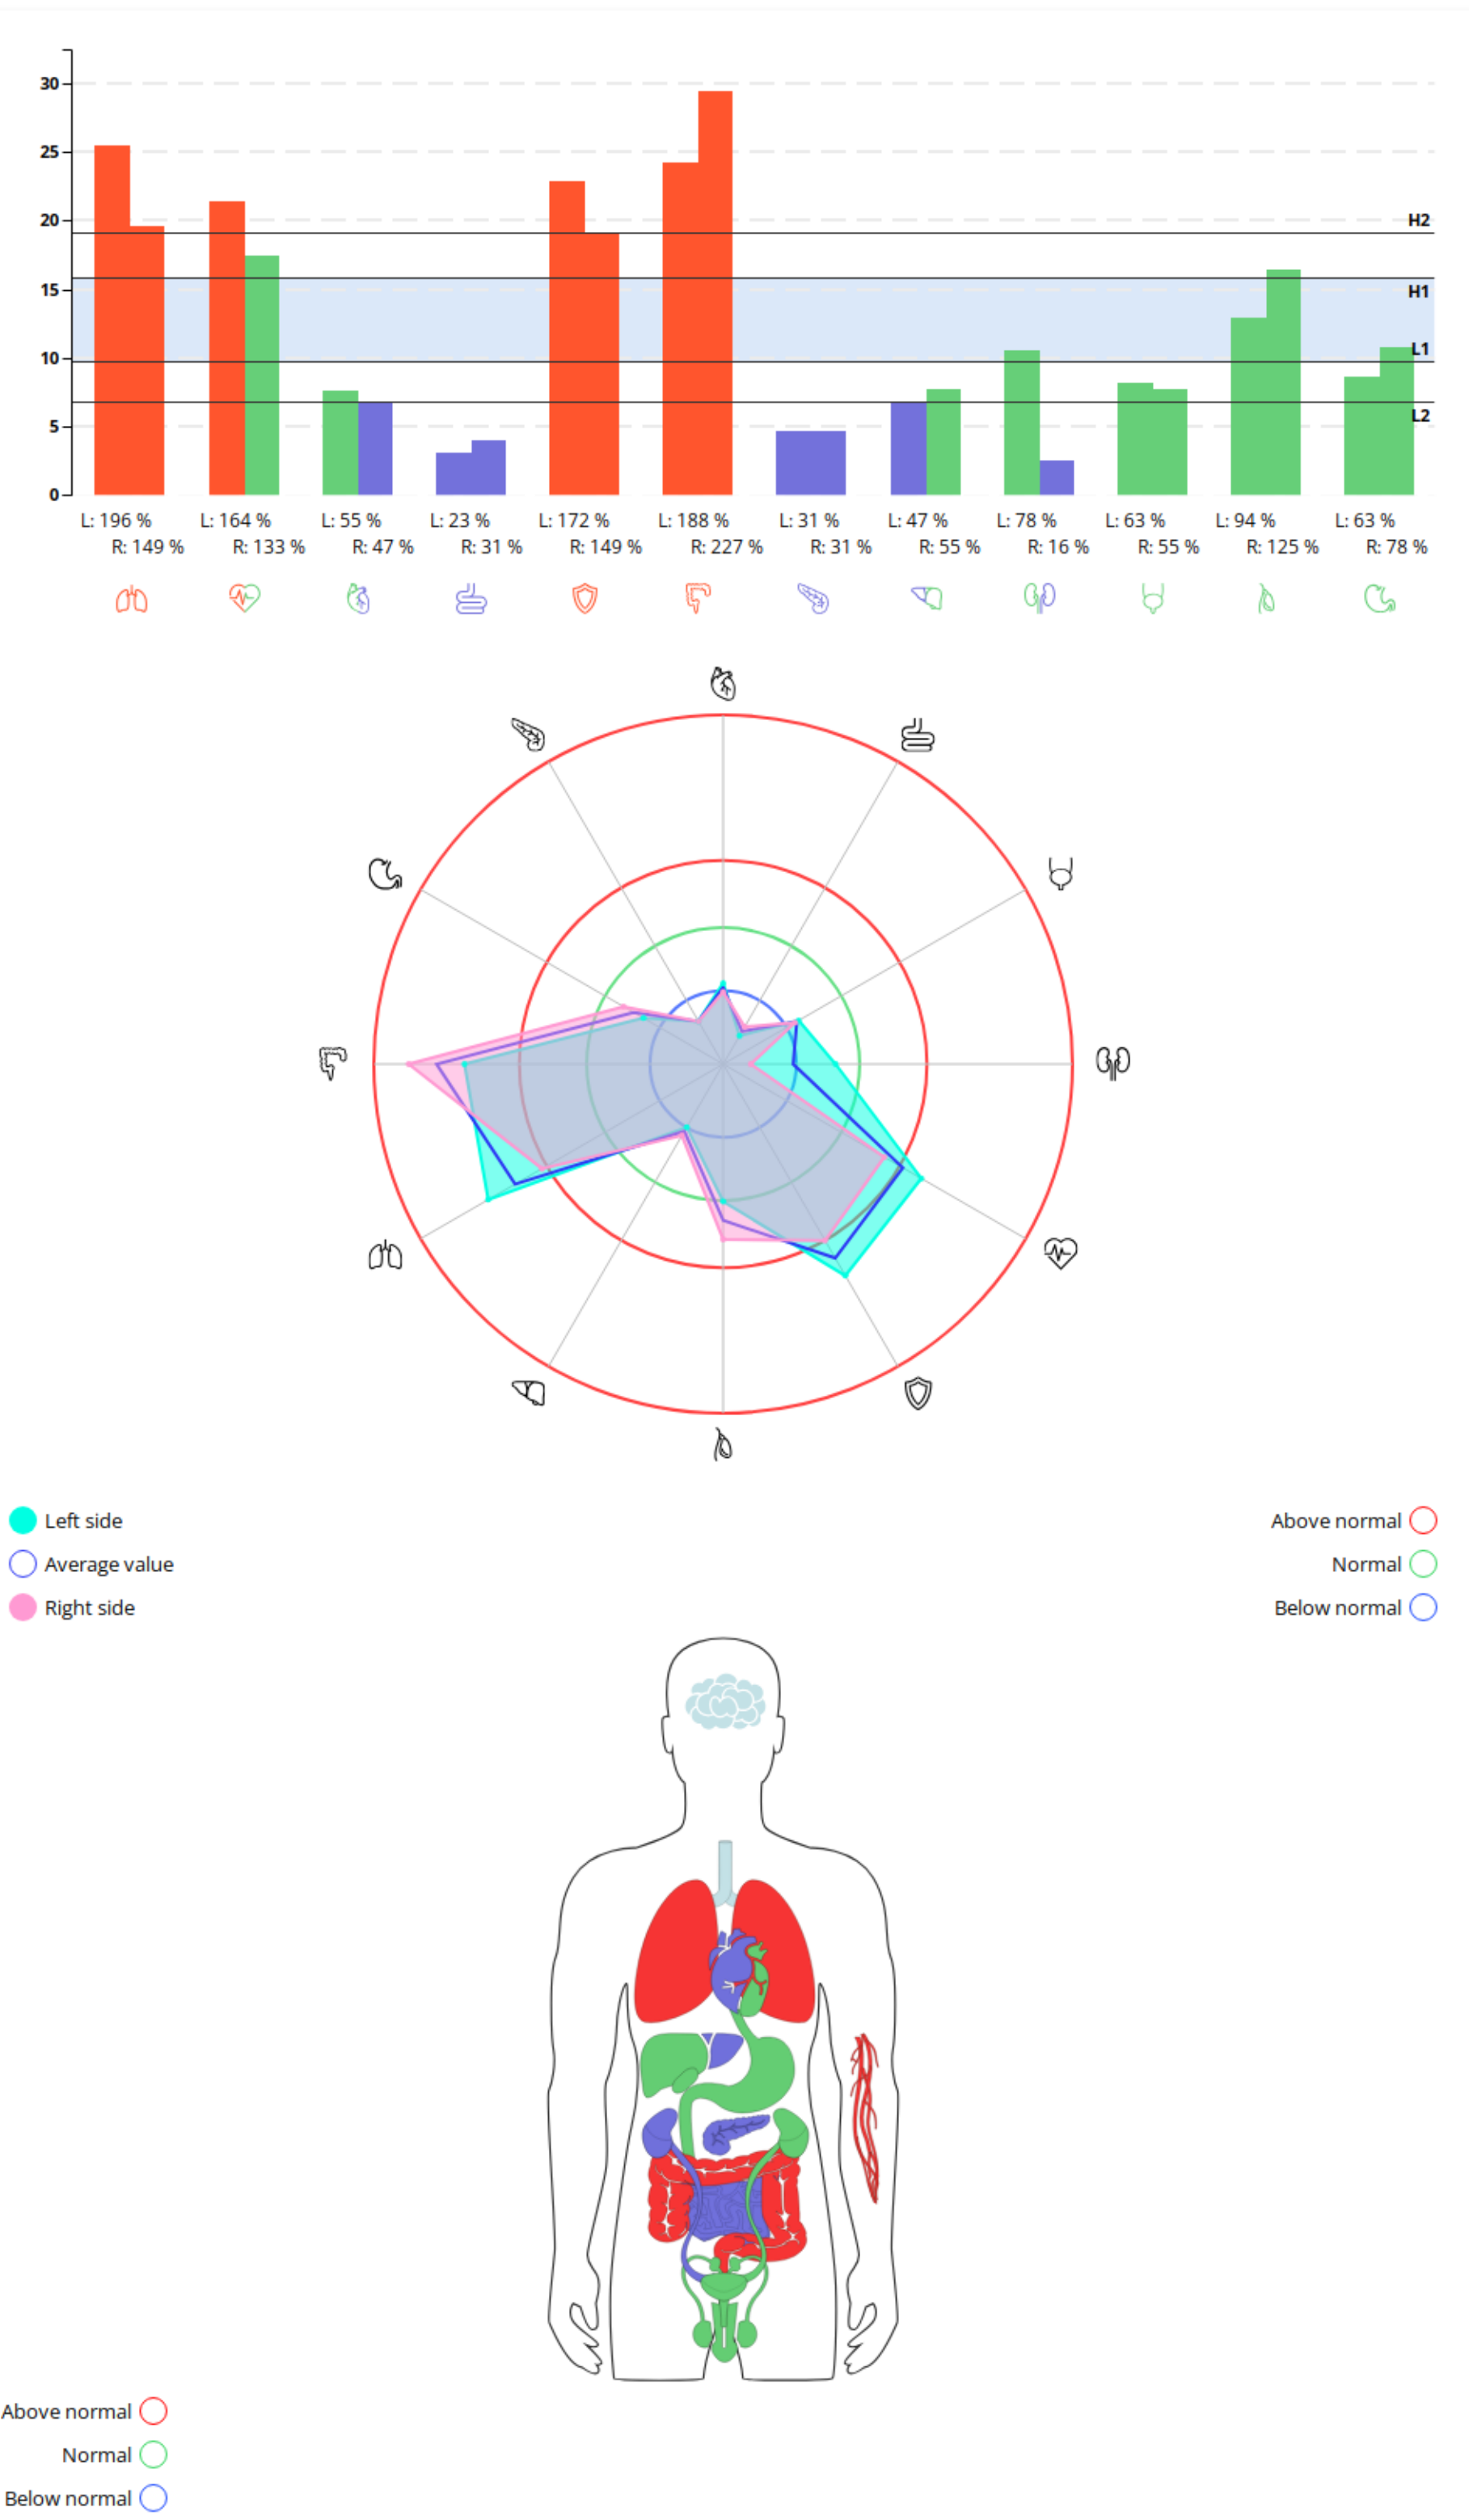 30
25
20
15
10
5
0
H2
H1
L1
L2
L: 196 % L: 164 % L: 55 % L: 23 % L: 172 % L: 188 % L: 31 % L: 47 % L: 78 % L: 63 % L: 94 % L: 63 %
R: 149 % R: 133 % R: 47 % R: 31 % R: 149 % R: 227 % R: 31 % R: 55 % R: 16 % R: 55 % R: 125 % R: 78 %
Left side
Average value
Right side
Above normal
Normal
Below normal
Above normal
Normal
Below normal